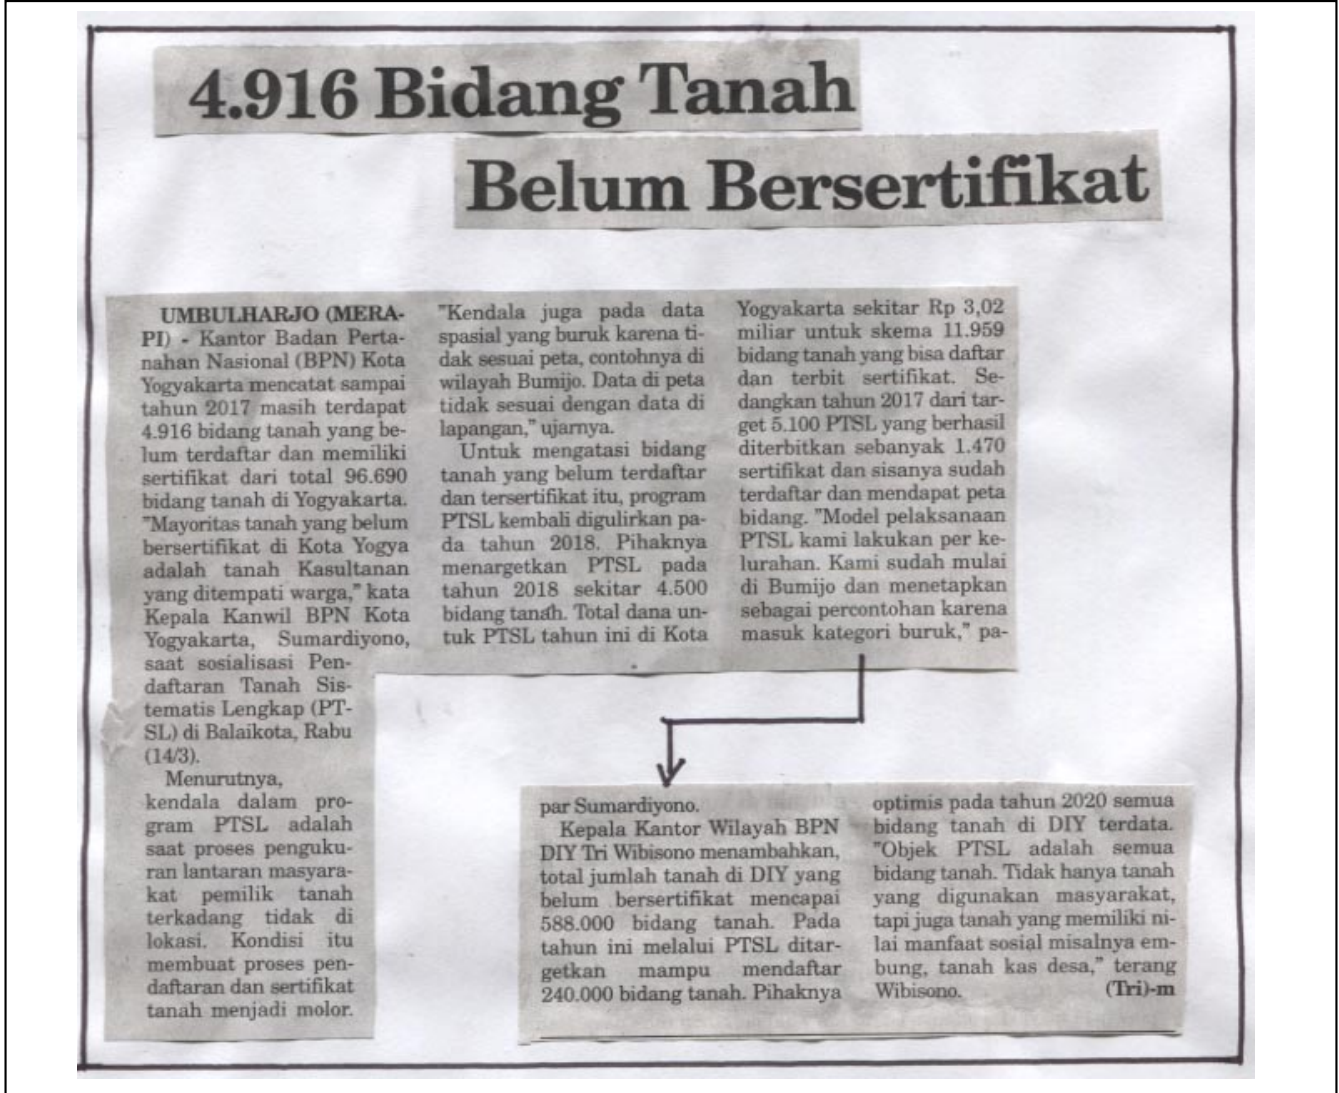 4.916 Bidang Tanah
Belum Bersertifikat
UMBULHARJO (MERA-
PI) - Kantor Badan Perta-
nahan Nasional (BPN) Kota
Yogyakarta mencatat sampai
tahun 2017 masih terdapat
4.916 bidang tanah yang be-
lum terdaftar dan memiliki
sertifikat dari total 96.690
bidang tanah di Yogyakarta.
"Mayoritas tanah yang belum
bersertifikat di Kota Yogya
adalah tanah Kasultanan
yang ditempati warga," kata
Kepala Kanwil BPN Kota
Yogyakarta, Sumardiyono,
saat sosialisasi Pen-
daftaran Tanah Sis-
tematis Lengkap (PT-
SL) di Balaikota, Rabu
(14/3).
Menurutnya,
kendala dalam pro-
gram PTSL adalah
saat proses penguku-
ran lantaran masyara-
kat pemilik tanah
terkadang tidak di
lokasi. Kondisi itu
membuat proses pen-
daftaran dan sertifikat
tanah menjadi molor.
"Kendala juga pada data
spasial yang buruk karena ti-
dak sesuai peta, contohnya di
wilayah Bumijo. Data di peta
tidak sesuai dengan data di
lapangan," ujarnya.
Untuk mengatasi bidang
tanah yang belum terdaftar
dan tersertifikat itu, program
PTSL kembali digulirkan pa-
da tahun 2018. Pihaknya
menargetkan PTSL pada
tahun 2018 sekitar 4.500
bidang tanah. Total dana un-
tuk PTSL tahun ini di Kota
Yogyakarta sekitar Rp 3,02
miliar untuk skema 11.959
bidang tanah yang bisa daftar
dan terbit sertifikat. Se-
dangkan tahun 2017 dari tar-
get 5.100 PTSL yang berhasil
diterbitkan sebanyak 1.470
sertifikat dan sisanya sudah
terdaftar dan mendapat peta
bidang. "Model pelaksanaan
PTSL kami lakukan per ke-
lurahan. Kami sudah mulai
di Bumijo dan menetapkan
sebagai percontohan karena
masuk kategori buruk," pa-
par Sumardiyono.
Kepala Kantor Wilayah BPN
DIY Tri Wibisono menambahkan,
total jumlah tanah di DIY yang
belum bersertifikat mencapai
588.000 bidang tanah. Pada
tahun ini melalui PTSL ditar-
getkan mampu mendaftar
240.000 bidang tanah. Pihaknya
optimis pada tahun 2020 semua
bidang tanah di DIY terdata.
"Objek PTSL adalah semua
bidang tanah. Tidak hanya tanah
yang digunakan masyarakat,
tapi juga tanah yang memiliki ni-
lai manfaat sosial misalnya em-
bung, tanah kas desa," terang
Wibisono. (Tri)-m